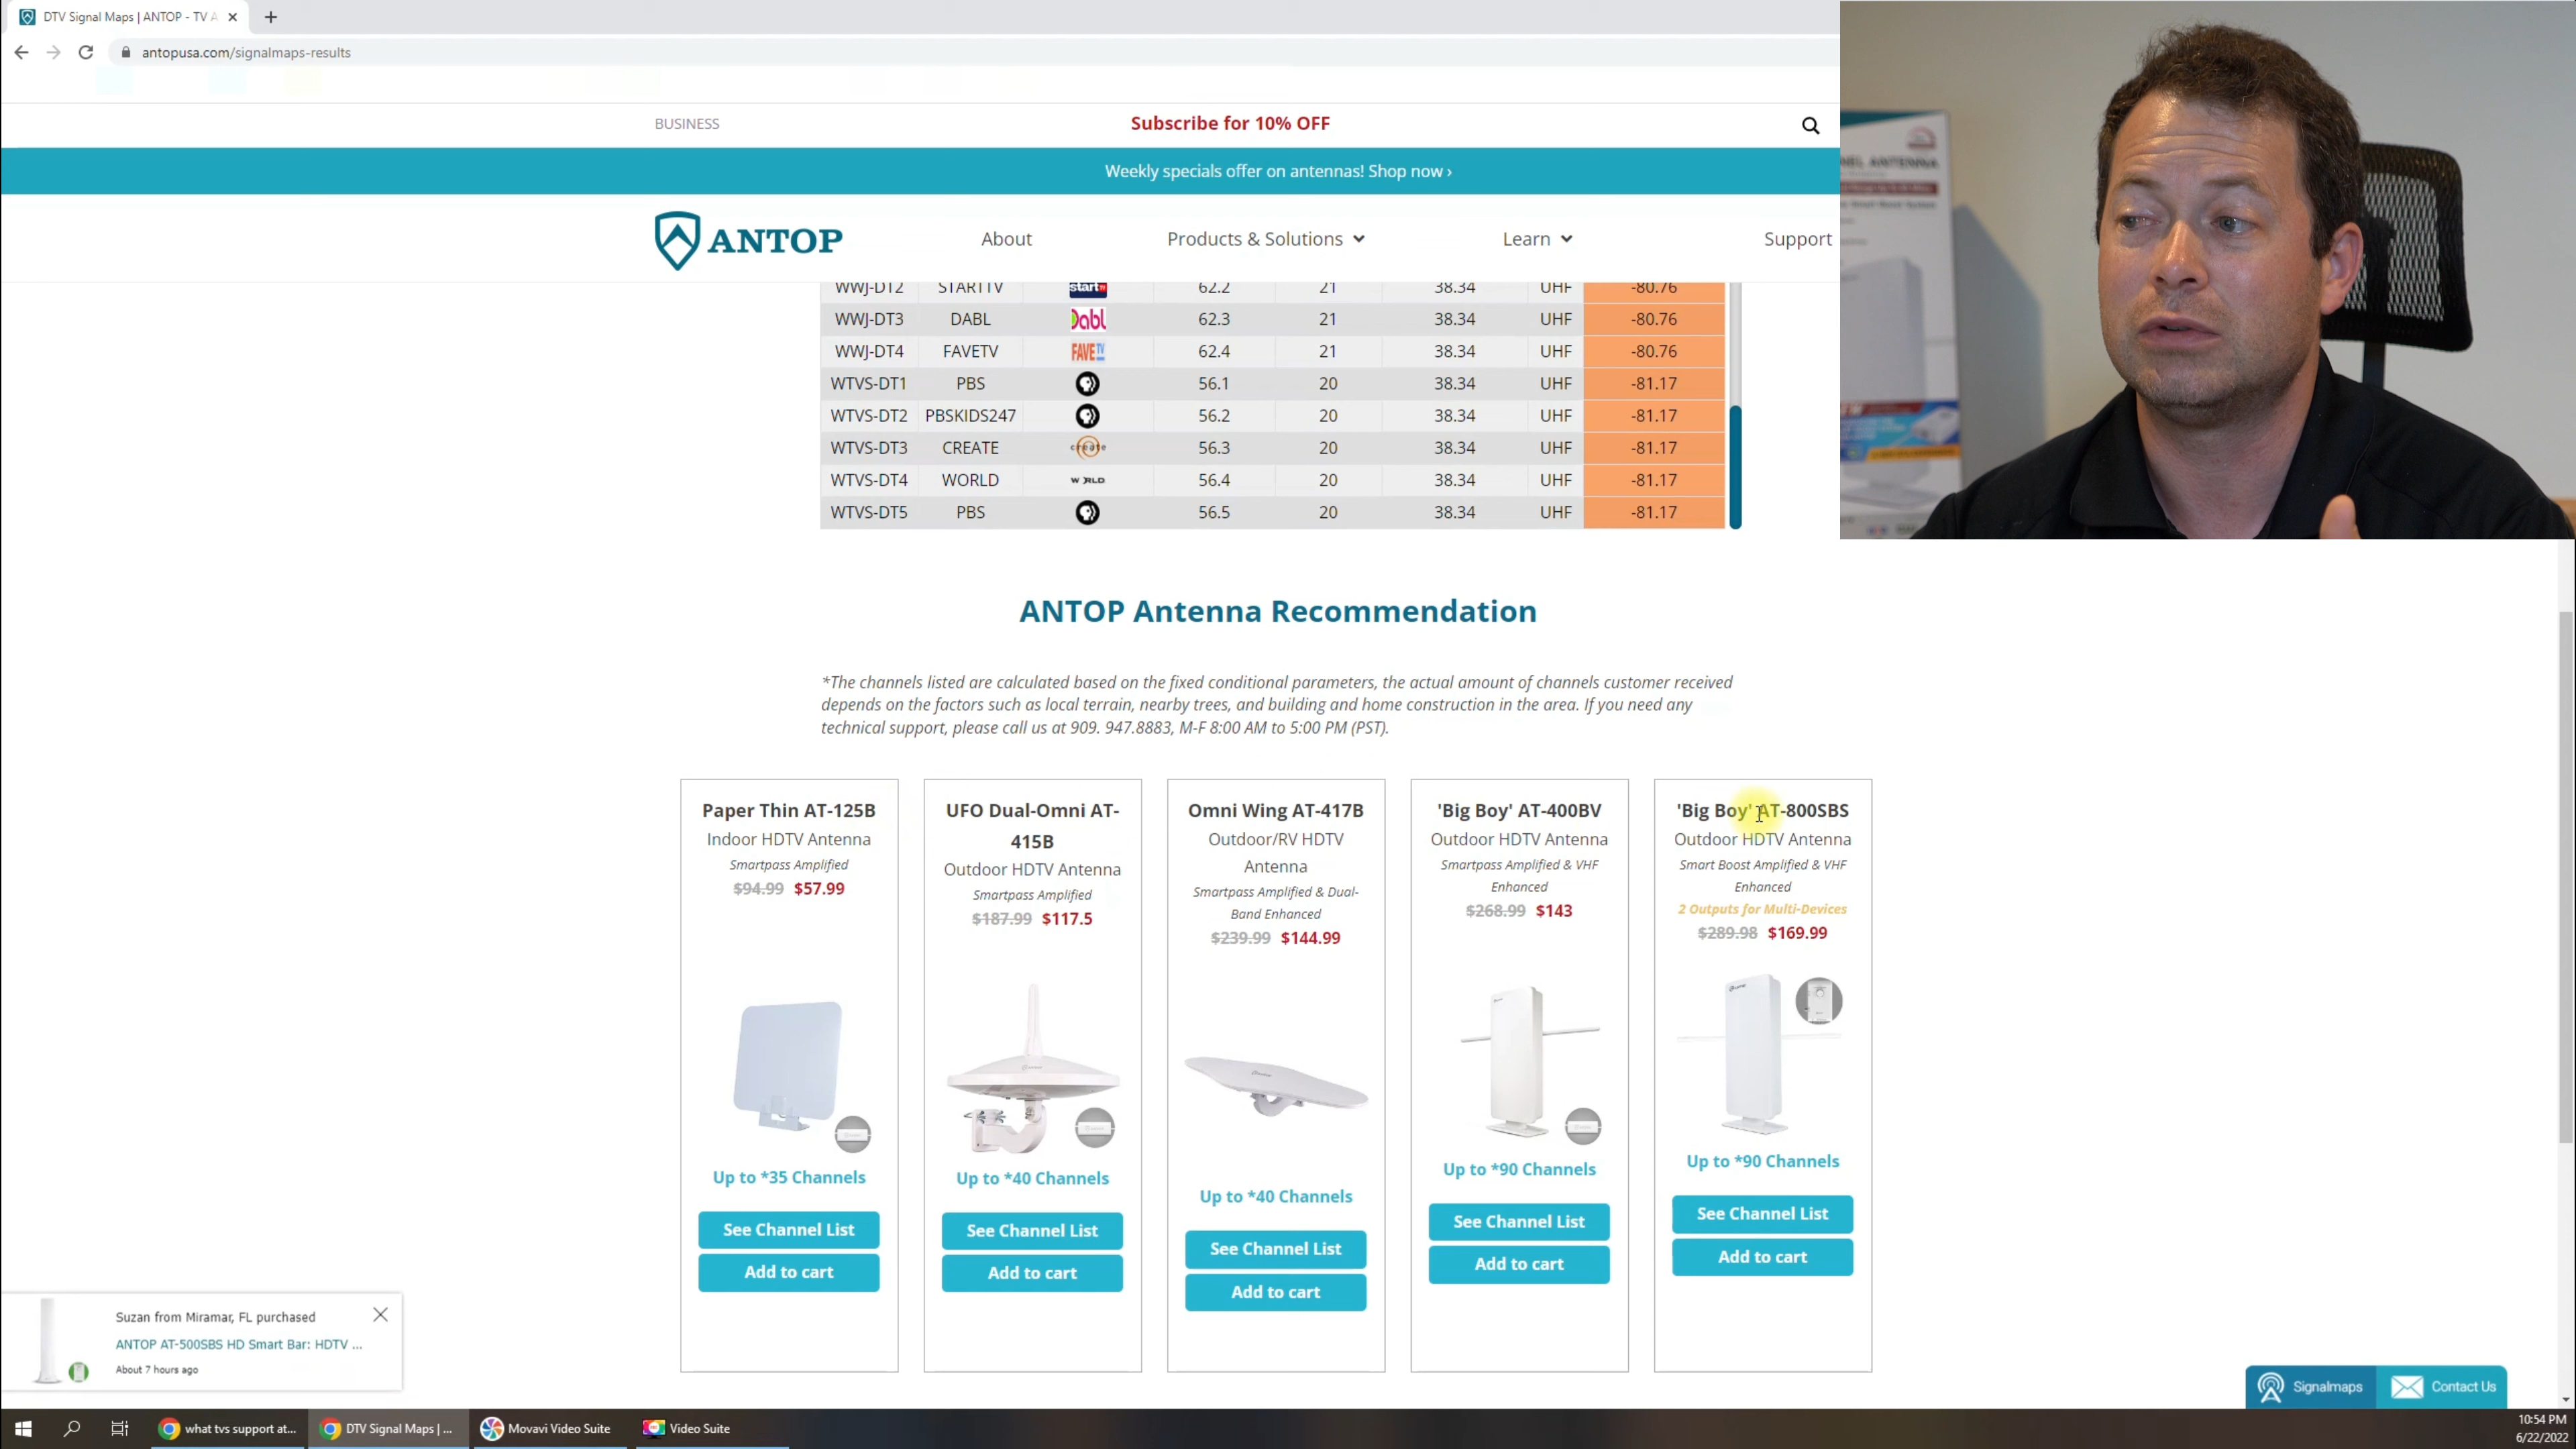 DTV Signal Maps | ANTOP - TV A
antopusa.com/signalmaps-results
BUSINESS
Subscribe for 10% OFF
Weekly specials offer on antennas! Shop now ›
ANTOP
About
Products & Solutions
Learn
Support
WWJ-DT2 STARTTV start 62.2 21 38.34 UHF -80.76
WWJ-DT3 DABL Dabl 62.3 21 38.34 UHF -80.76
WWJ-DT4 FAVETV FAVE TV 62.4 21 38.34 UHF -80.76
WTVS-DT1 PBS 56.1 20 38.34 UHF -81.17
WTVS-DT2 PBSKIDS247 56.2 20 38.34 UHF -81.17
WTVS-DT3 CREATE create 56.3 20 38.34 UHF -81.17
WTVS-DT4 WORLD W RLD 56.4 20 38.34 UHF -81.17
WTVS-DT5 PBS 56.5 20 38.34 UHF -81.17
ANTENNA
ANTOP Antenna Recommendation
*The channels listed are calculated based on the fixed conditional parameters, the actual amount of channels customer received
depends on the factors such as local terrain, nearby trees, and building and home construction in the area. If you need any
technical support, please call us at 909. 947.8883, M-F 8:00 AM to 5:00 PM (PST).
Paper Thin AT-125B
Indoor HDTV Antenna
Smartpass Amplified
$94.99 $57.99
Up to *35 Channels
See Channel List
Add to cart
UFO Dual-Omni AT-
415B
Outdoor HDTV Antenna
Smartpass Amplified
$187.99 $117.5
Up to *40 Channels
See Channel List
Add to cart
Omni Wing AT-417B
Outdoor/RV HDTV
Antenna
Smartpass Amplified & Dual-
Band Enhanced
$239.99 $144.99
Up to *40 Channels
See Channel List
Add to cart
'Big Boy' AT-400BV
Outdoor HDTV Antenna
Smartpass Amplified & VHF
Enhanced
$268.99 $143
Up to *90 Channels
See Channel List
Add to cart
'Big Boy' AT-800SBS
Outdoor HDTV Antenna
Smart Boost Amplified & VHF
Enhanced
2 Outputs for Multi-Devices
$289.98 $169.99
Up to *90 Channels
See Channel List
Add to cart
Suzan from Miramar, FL purchased
ANTOP AT-500SBS HD Smart Bar: HDTV ...
About 7 hours ago
Signalmaps
Contact Us
what tvs support at...
DTV Signal Maps | ...
Movavi Video Suite
Video Suite
10:54 PM
6/22/2022